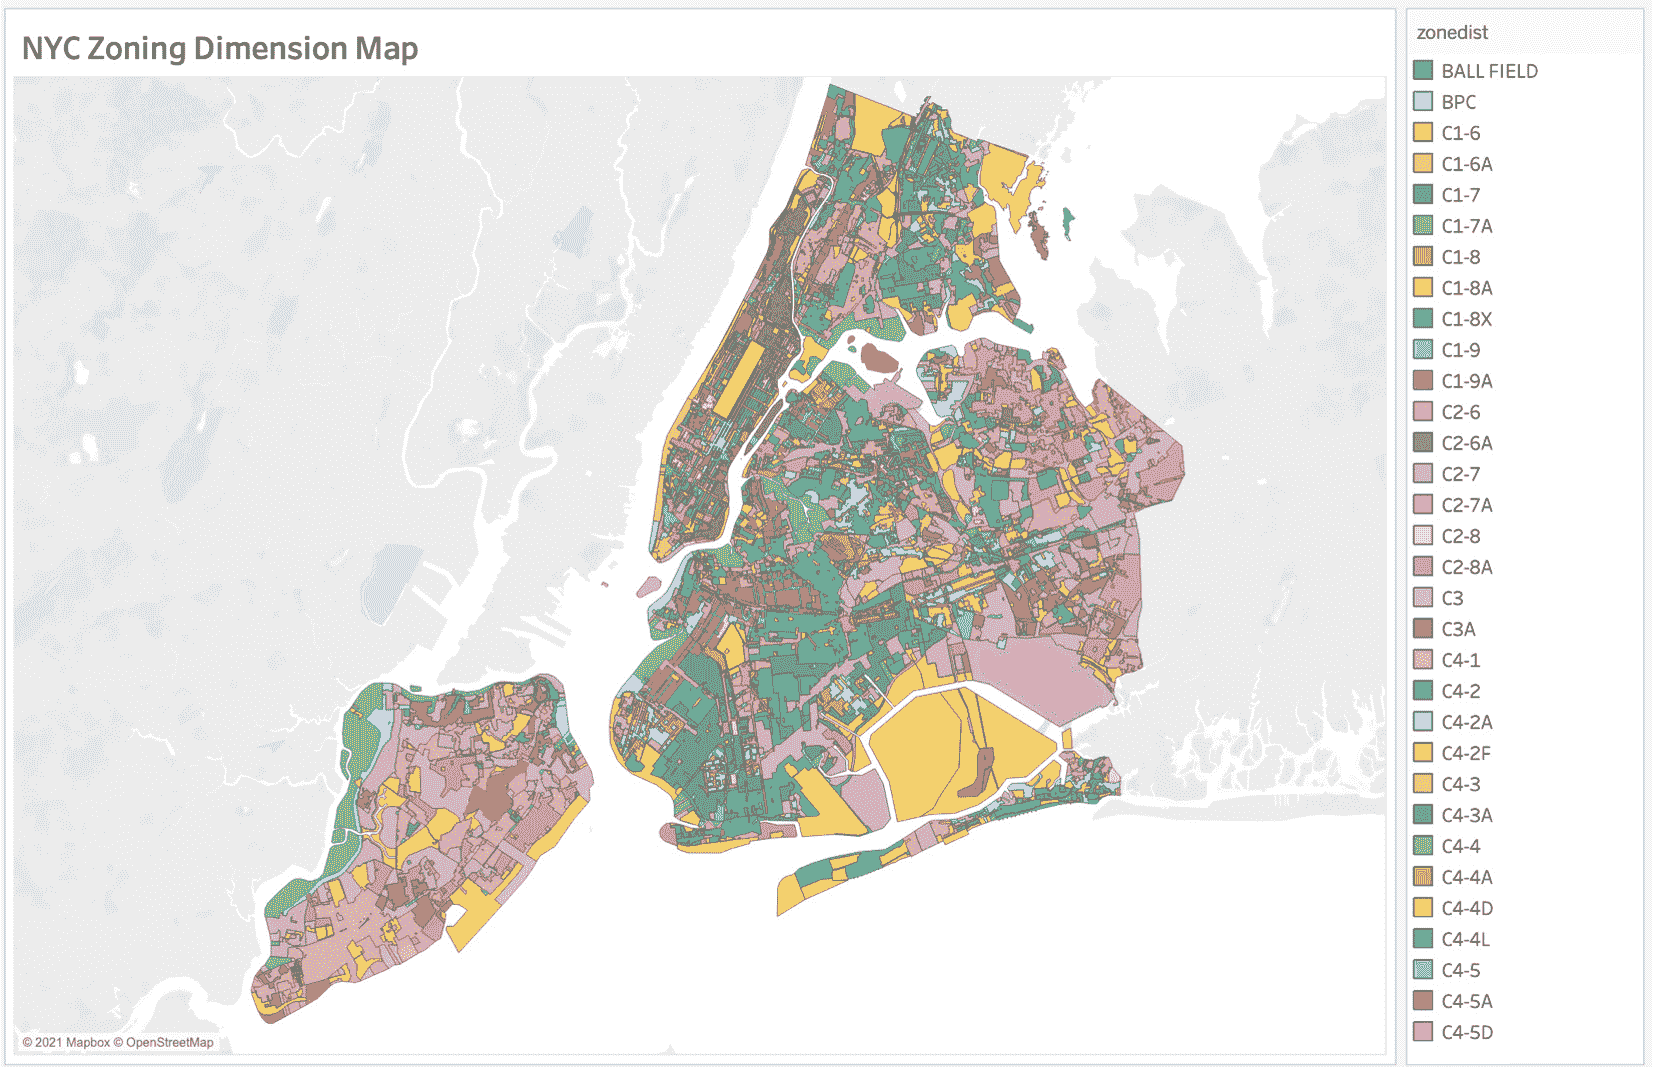 NYC Zoning Dimension Map
zonedist
BALL FIELD
BPC
C1-6
C1-6A
C1-7
C1-7A
C1-8
C1-8A
C1-8X
C1-9
C1-9A
C2-6
C2-6A
C2-7
C2-7A
C2-8
C2-8A
C3
C3A
C4-1
C4-2
C4-2A
C4-2F
C4-3
C4-3A
C4-4
C4-4A
C4-4D
C4-4L
C4-5
C4-5A
C4-5D
© 2021 Mapbox © OpenStreetMap